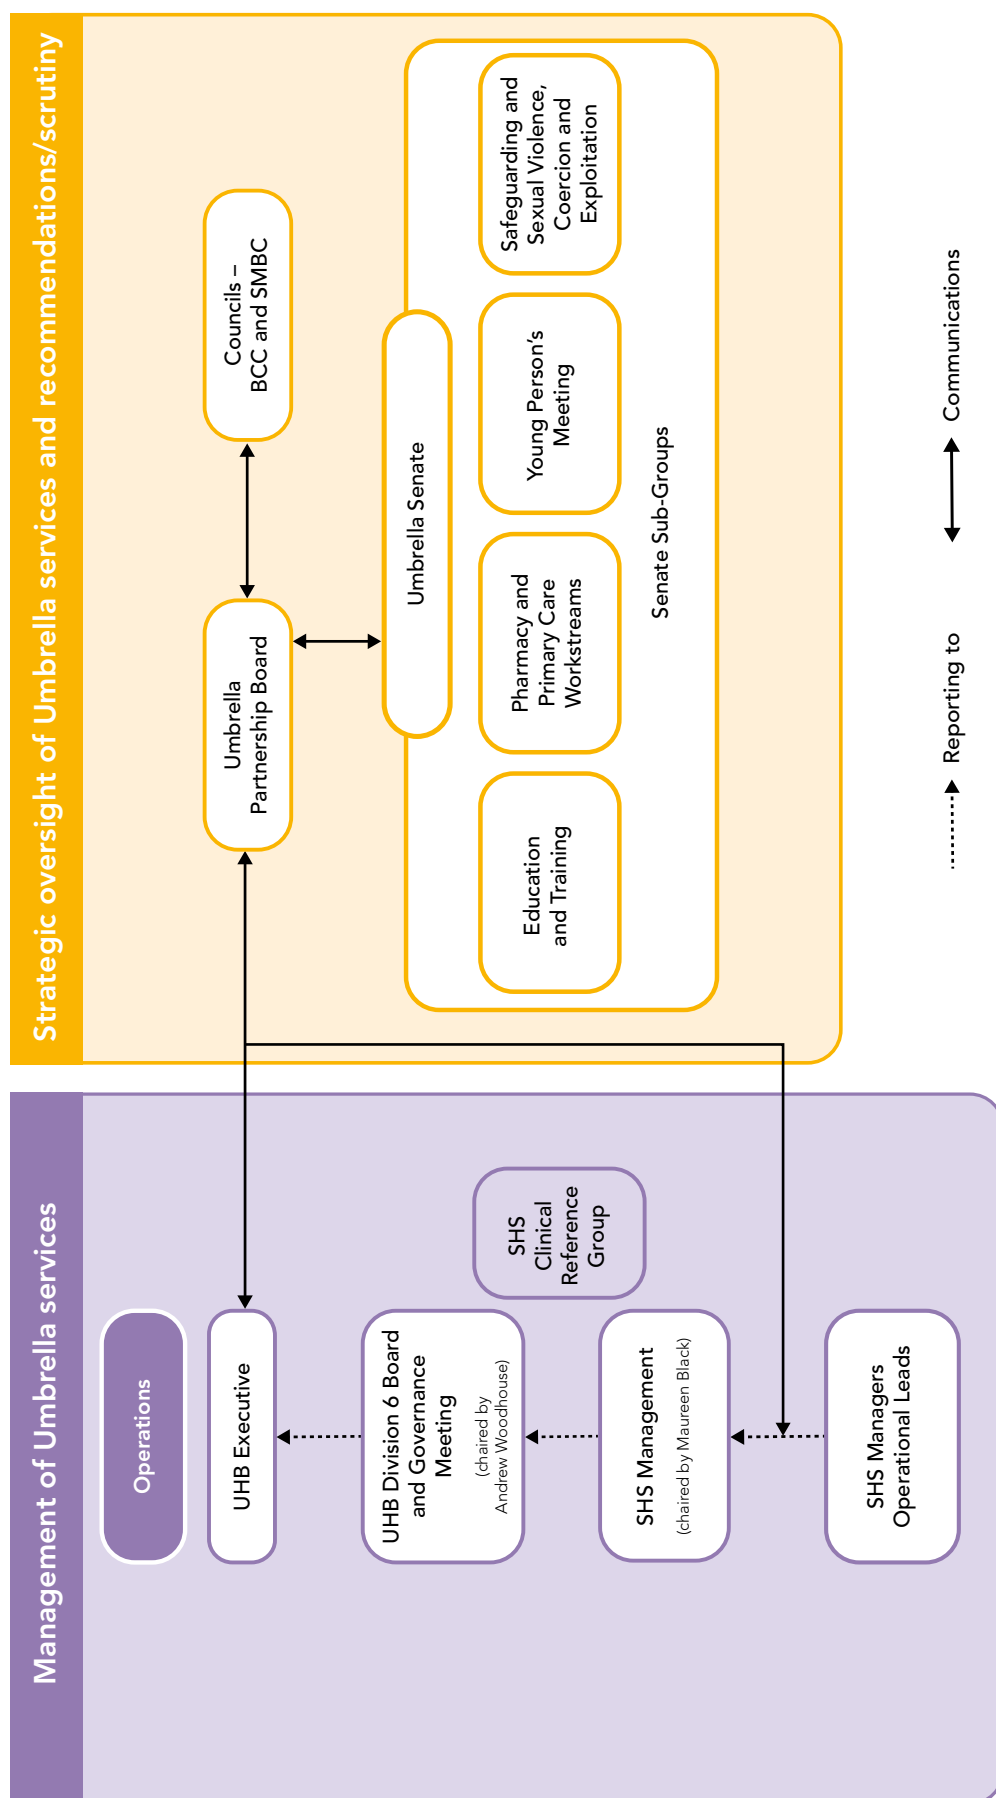 Management of Umbrella services
Operations
UHB Executive
UHB Division 6 Board
and Governance
Meeting
(chaired by
Andrew Woodhouse)
SHS Management
(chaired by Maureen Black)
SHS Managers
Operational Leads
SHS
Clinical
Reference
Group
Strategic oversight of Umbrella services and recommendations/scrutiny
Umbrella
Partnership Board
Councils –
BCC and SMBC
Umbrella Senate
Education
and Training
Pharmacy and
Primary Care
Workstreams
Young Person's
Meeting
Safeguarding and
Sexual Violence,
Coercion and
Exploitation
Senate Sub-Groups
Reporting to
Communications